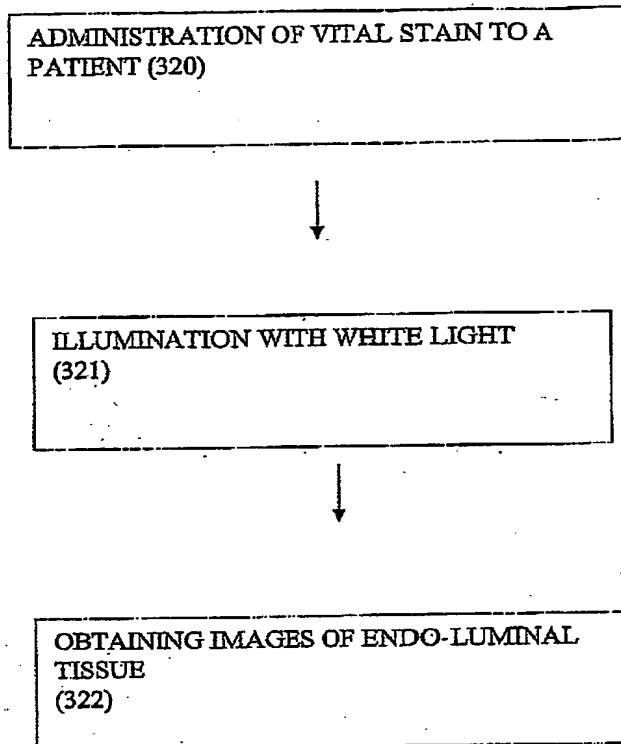 ADMINISTRATION OF VITAL STAIN TO A
PATIENT (320)
ILLUMINATION WITH WHITE LIGHT
(321)
OBTAINING IMAGES OF ENDO-LUMINAL
TISSUE
(322)